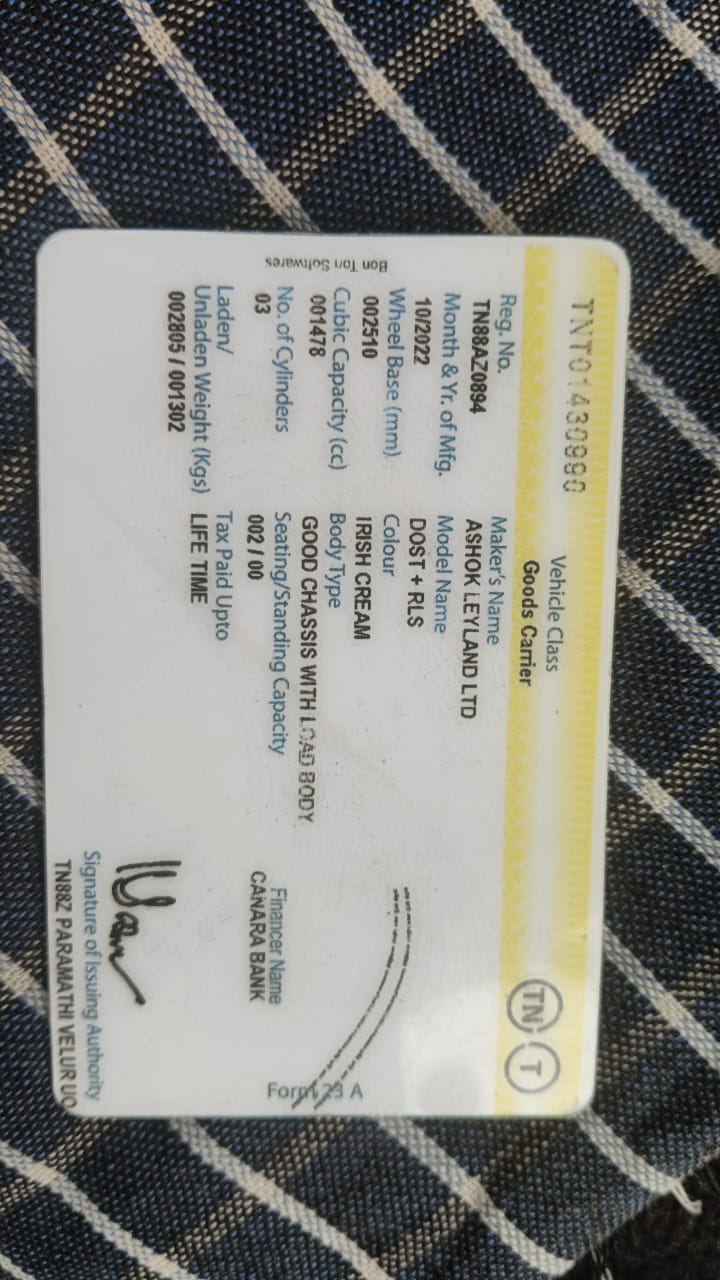 TNT01430990
Vehicle Class
Goods Carrier
TN T
Reg. No.
TN88AZ0894
Maker's Name
ASHOK LEYLAND LTD
Month & Yr. of Mfg.
10/2022
Model Name
DOST + RLS
Wheel Base (mm)
002510
Colour
IRISH CREAM
Cubic Capacity (cc)
001478
Body Type
GOOD CHASSIS WITH LOAD BODY
No. of Cylinders
03
Seating/Standing Capacity
002 / 00
Financer Name
CANARA BANK
Laden/
Unladen Weight (Kgs)
002805 / 001302
Tax Paid Upto
LIFE TIME
Form 23 A
Bon Ton Softwares
Signature of Issuing Authority
TN88Z PARAMATHI VELUR UO